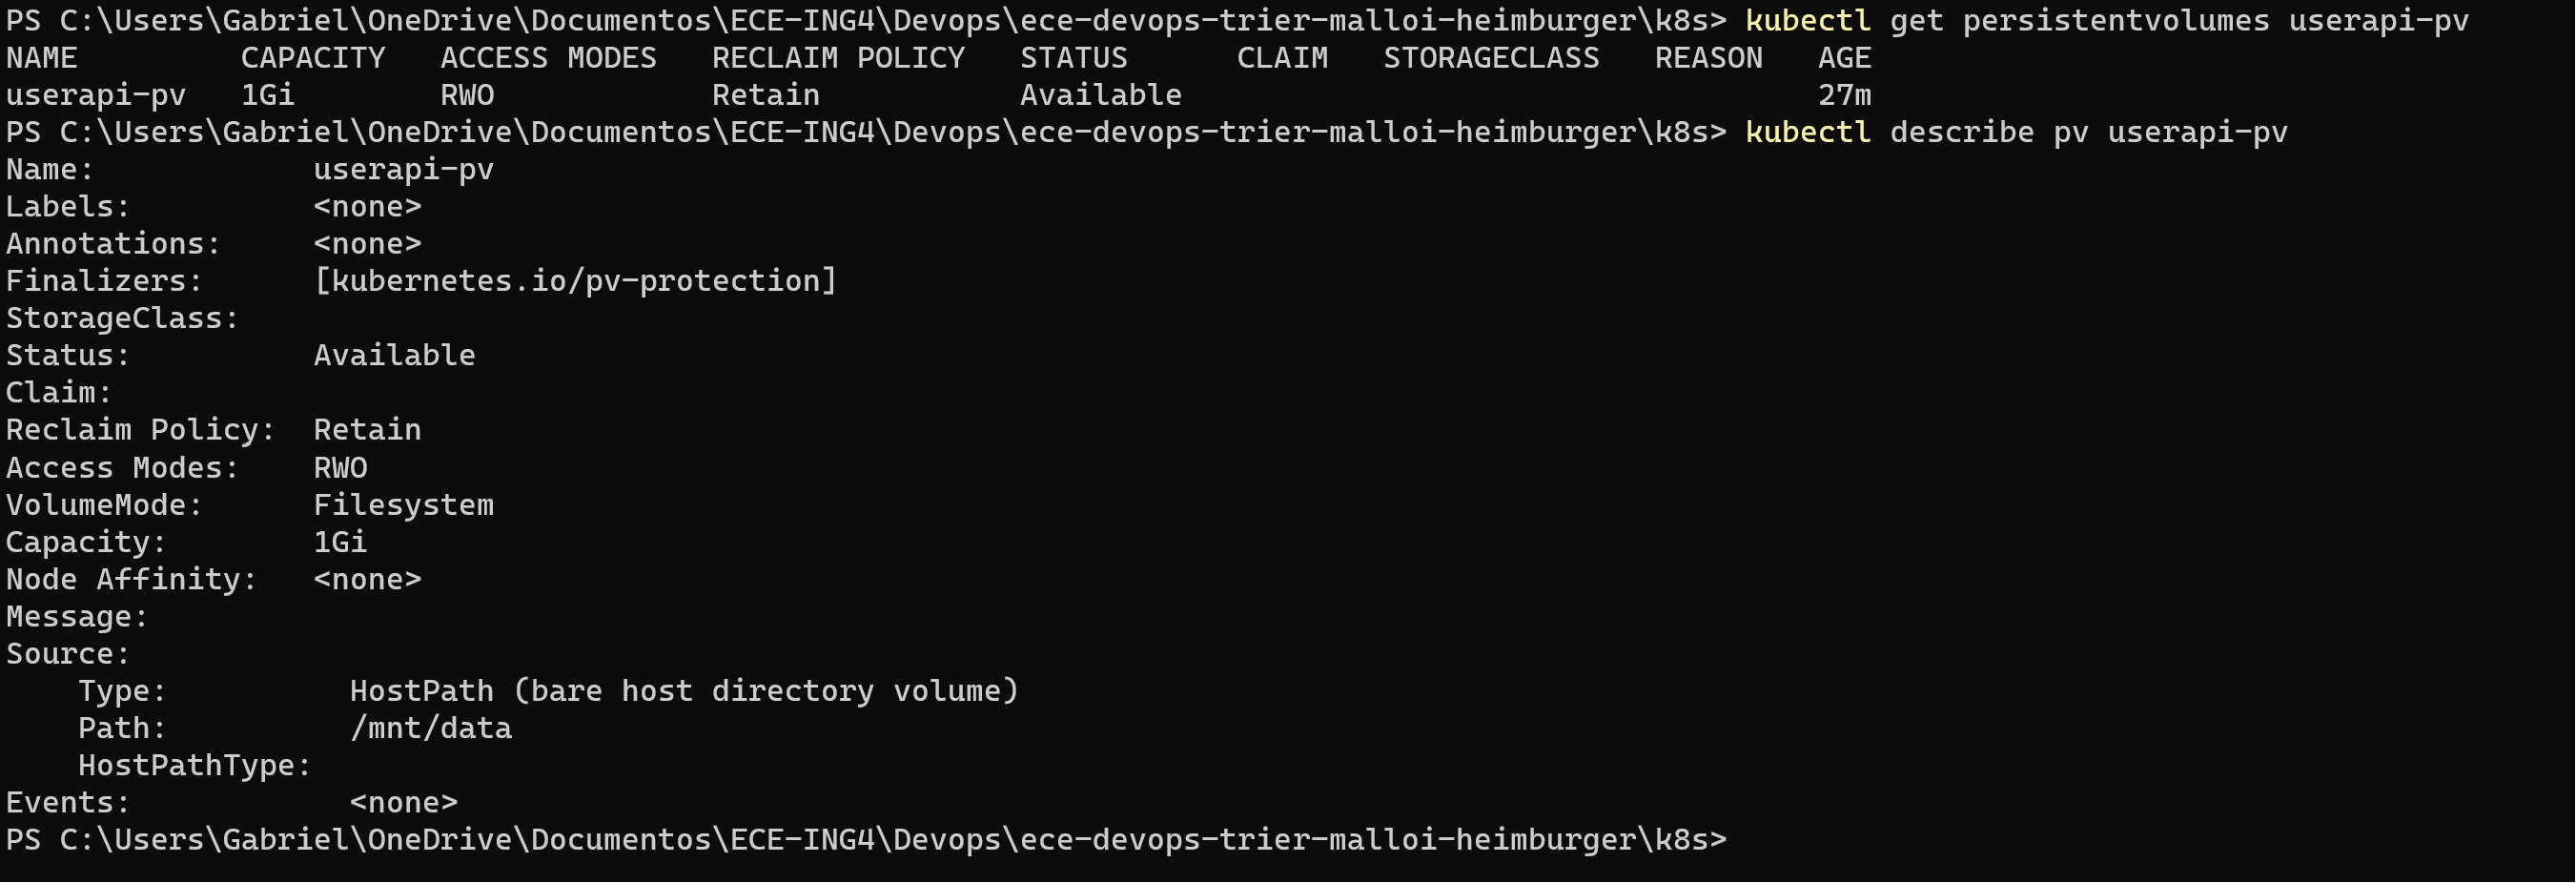 PS C:\Users\Gabriel\OneDrive\Documentos\ECE-ING4\Devops\ece-devops-trier-malloi-heimburger\k8s> kubectl get persistentvolumes userapi-pv
NAME         CAPACITY   ACCESS MODES   RECLAIM POLICY   STATUS      CLAIM   STORAGECLASS   REASON   AGE
userapi-pv   1Gi        RWO            Retain           Available                                   27m
PS C:\Users\Gabriel\OneDrive\Documentos\ECE-ING4\Devops\ece-devops-trier-malloi-heimburger\k8s> kubectl describe pv userapi-pv
Name:            userapi-pv
Labels:          <none>
Annotations:     <none>
Finalizers:      [kubernetes.io/pv-protection]
StorageClass:
Status:          Available
Claim:
Reclaim Policy:  Retain
Access Modes:    RWO
VolumeMode:      Filesystem
Capacity:        1Gi
Node Affinity:   <none>
Message:
Source:
    Type:          HostPath (bare host directory volume)
    Path:          /mnt/data
    HostPathType:
Events:            <none>
PS C:\Users\Gabriel\OneDrive\Documentos\ECE-ING4\Devops\ece-devops-trier-malloi-heimburger\k8s>